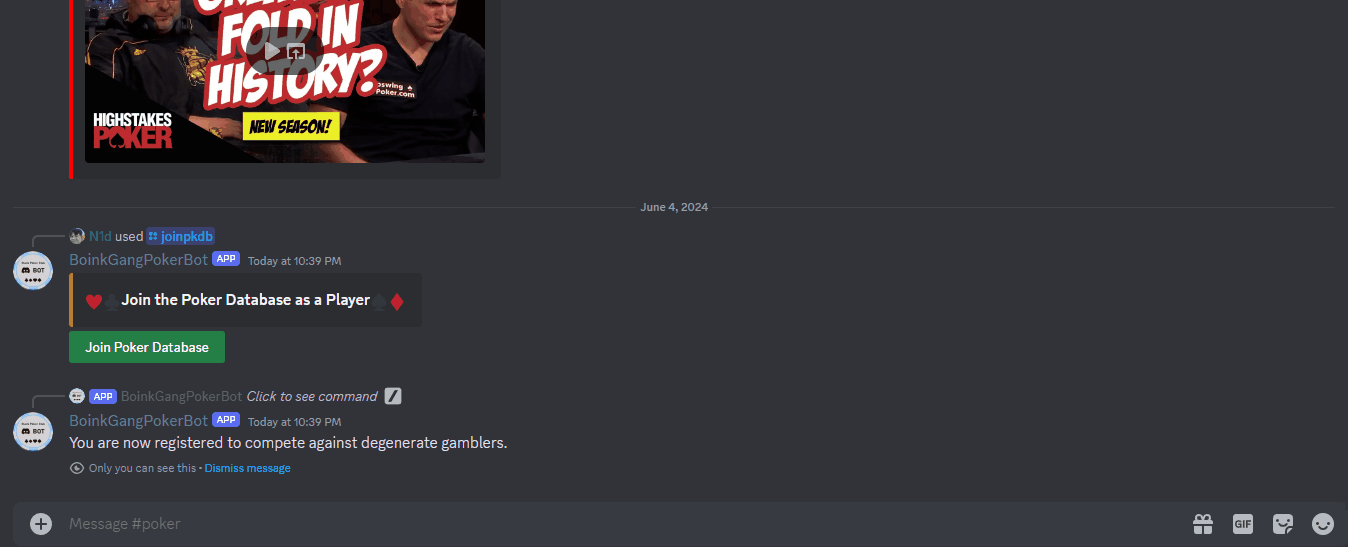 FOLD IN
HISTORY?
oswing
Poker.com
HIGHSTAKES
POKER
NEW SEASON!
June 4, 2024
N1d used joinpkdb
BoinkGangPokerBot APP Today at 10:39 PM
Join the Poker Database as a Player
Join Poker Database
APP BoinkGangPokerBot Click to see command
BOT
BoinkGangPokerBot APP Today at 10:39 PM
BOT
You are now registered to compete against degenerate gamblers.
Only you can see this • Dismiss message
Message #poker
GIF